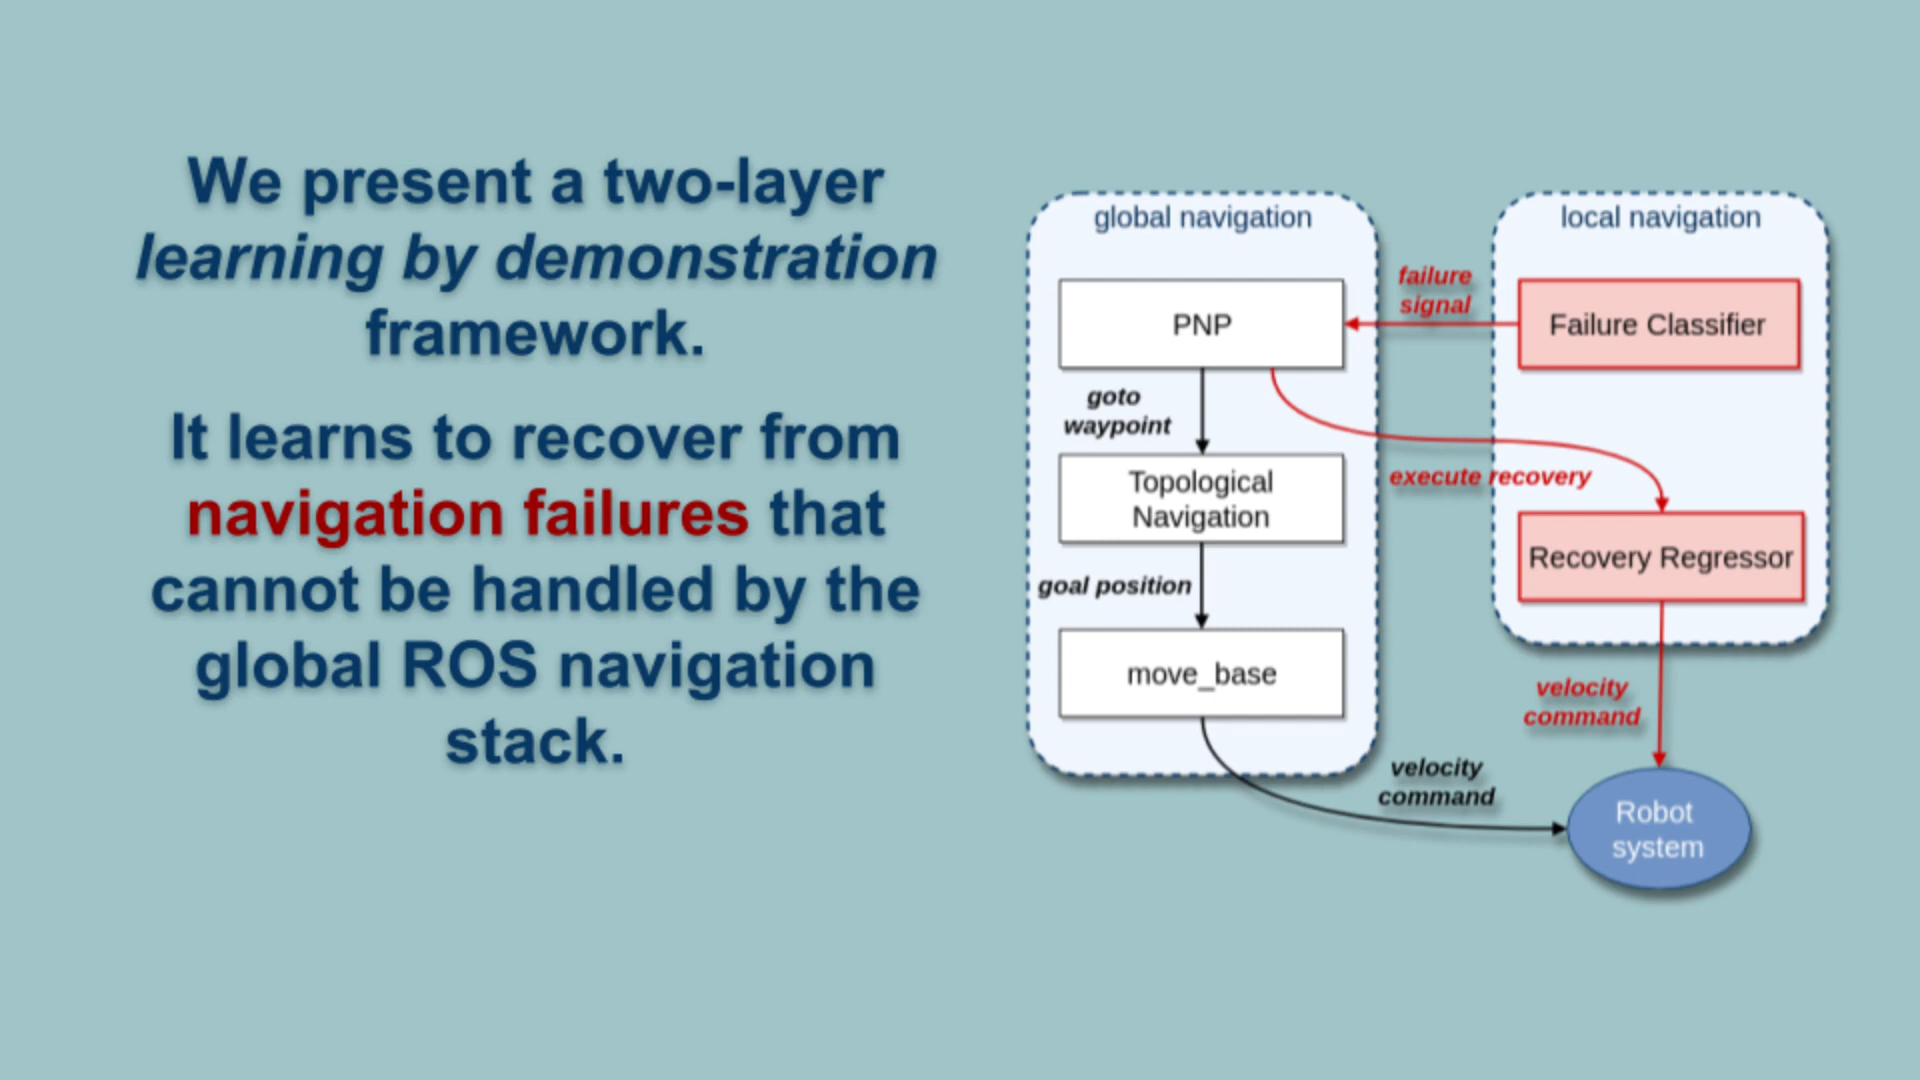 We present a two-layer
learning by demonstration
framework.
It learns to recover from
navigation failures that
cannot be handled by the
global ROS navigation
stack.
global navigation
local navigation
failure
signal
PNP
Failure Classifier
goto
waypoint
execute recovery
Topological
Navigation
Recovery Regressor
goal position
move_base
velocity
command
velocity
command
Robot
system